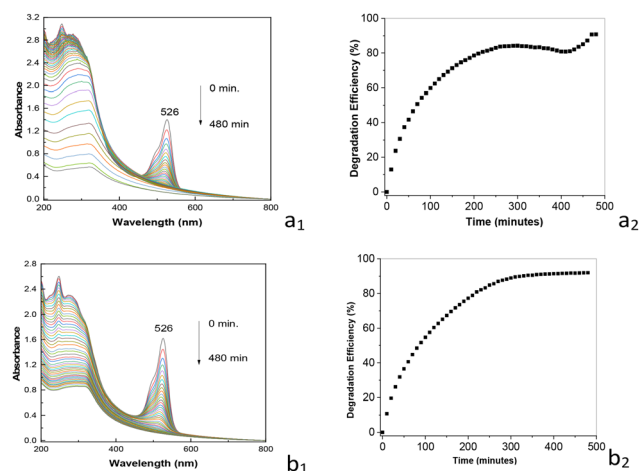 3.2
2.8
2.4
2.0
1.6
1.2
0.8
0.4
0.0
200 400 600 800
Absorbance
Wavelength (nm)
526
0 min.
480 min
a1
100
80
60
40
20
0
0 100 200 300 400 500
Degradation Efficiency (%)
Time (minutes)
a2
2.8
2.4
2.0
1.6
1.2
0.8
0.4
0.0
200 400 600 800
Absorbance
Wavelength (nm)
526
0 min.
480 min
b1
100
80
60
40
20
0
0 100 200 300 400 500
Degradation Efficiency (%)
Time (minutes)
b2